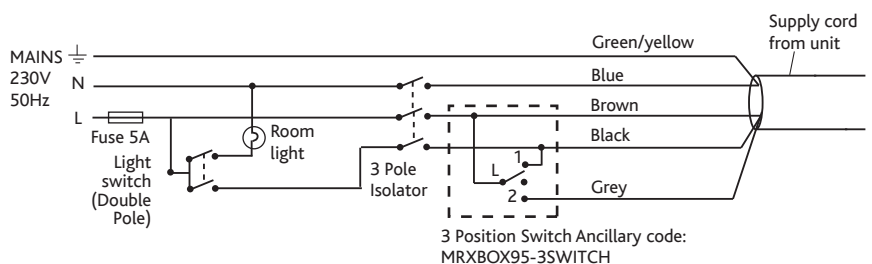 Supply cord
from unit
Green/yellow
MAINS
230V
50Hz
N
Blue
L
Brown
Fuse 5A
Room
light
Black
Light
switch
(Double
Pole)
3 Pole
Isolator
L
1
2
Grey
3 Position Switch Ancillary code:
MRXBOX95-3SWITCH